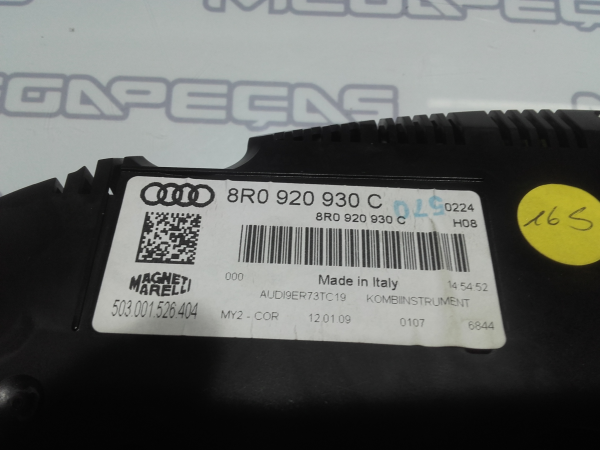 MEGAPEÇAS
8R0 920 930 C
8R0 920 930 C
570
0224
H08
16S
000
Made in Italy
14 54 52
MAGNETI
MARELLI
AUDI9ER73TC19 KOMBIINSTRUMENT
503.001.526.404
MY2 - COR 12.01.09 0107 6844